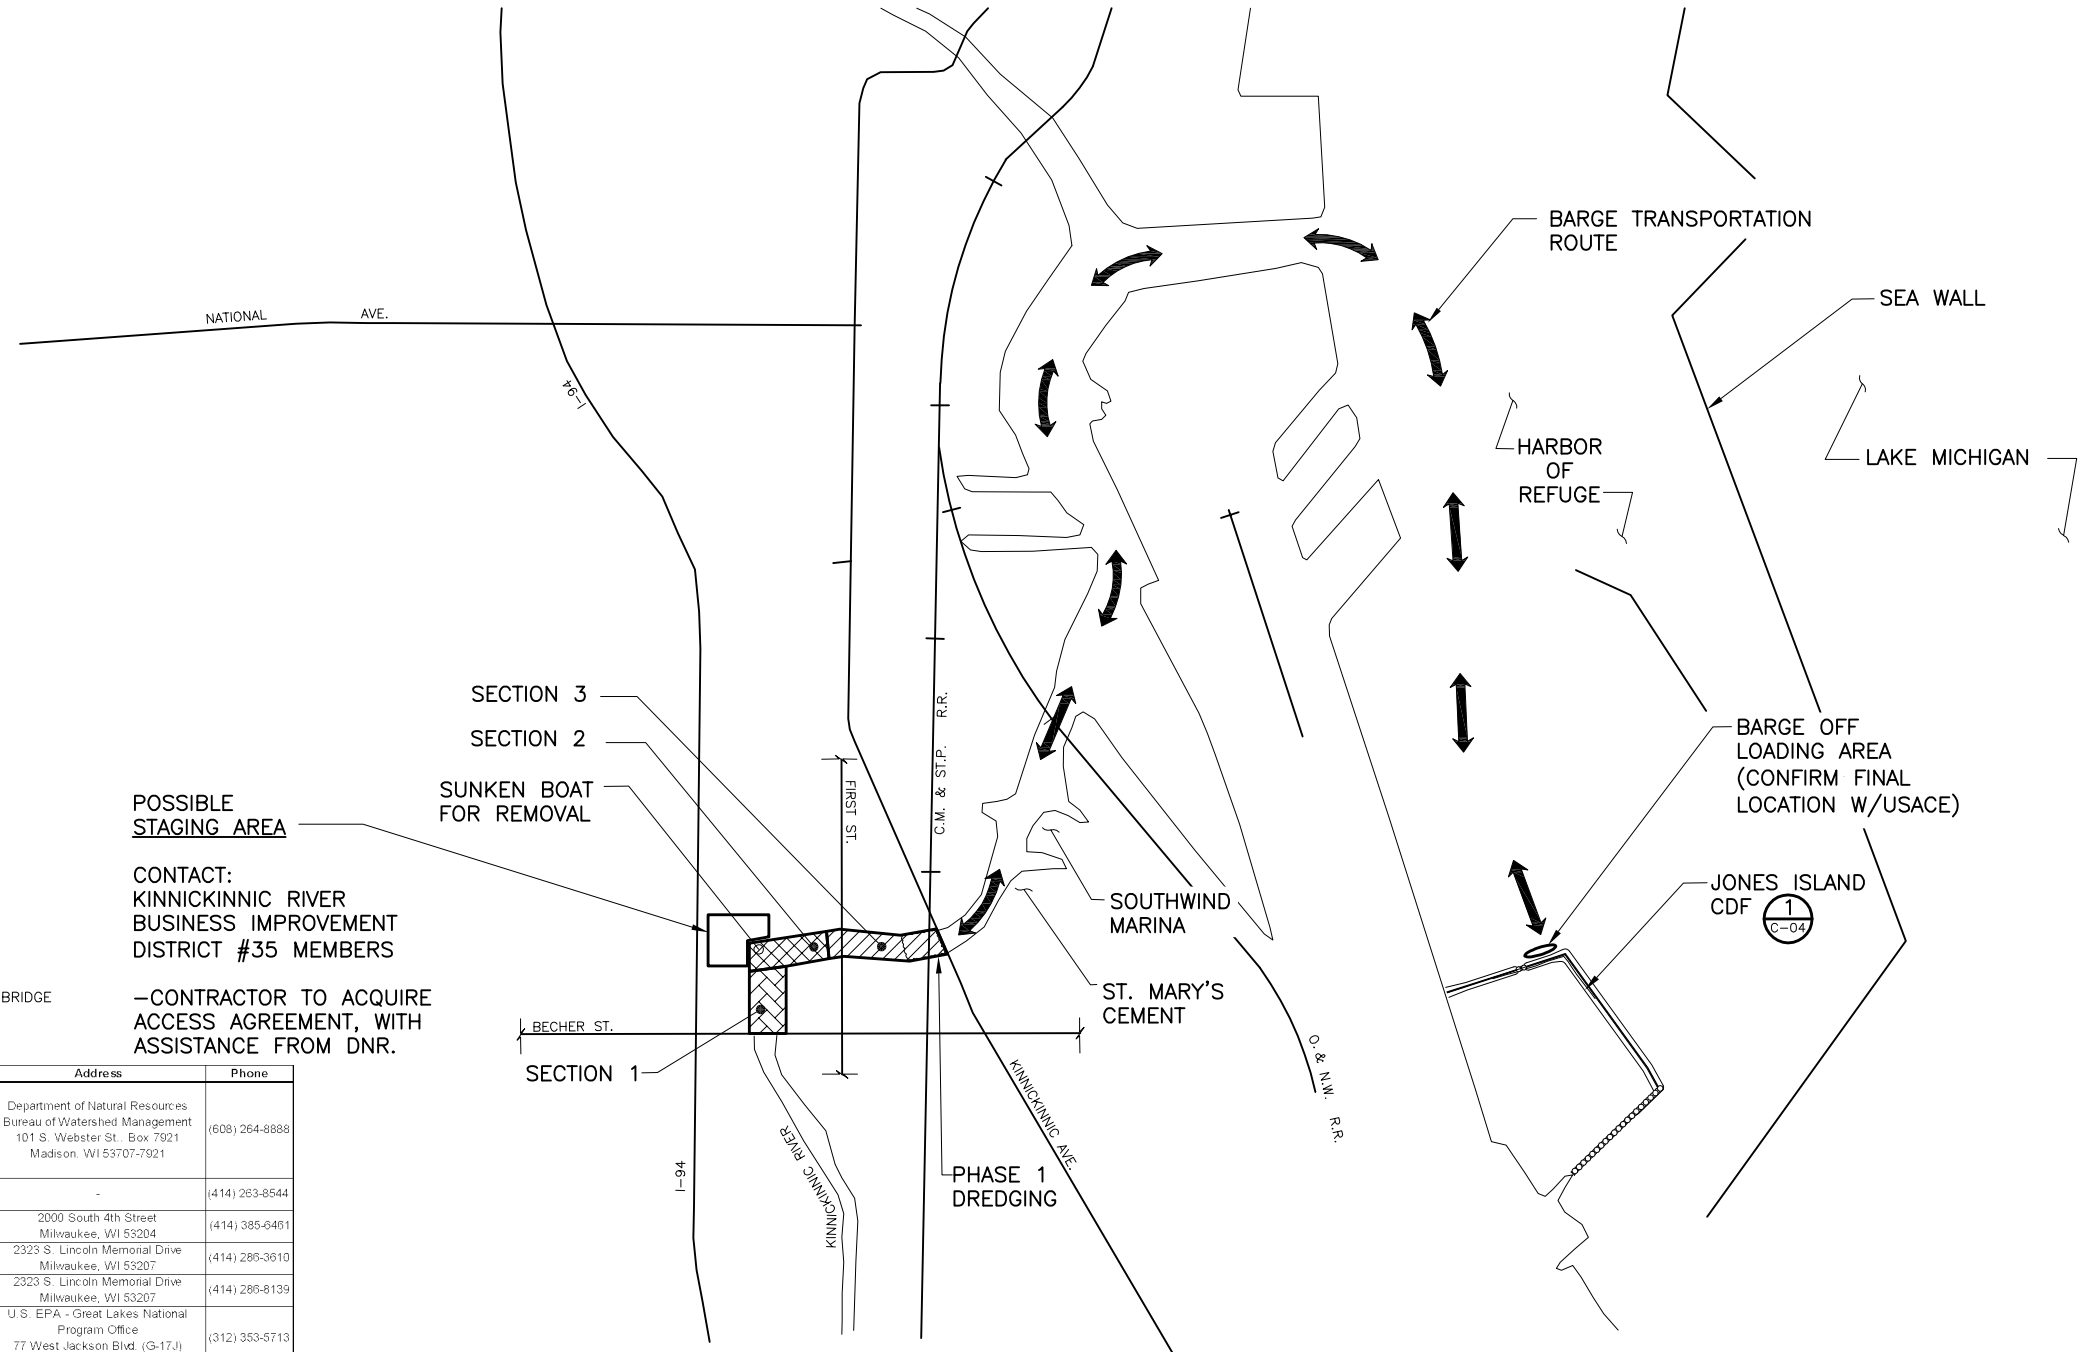 BARGE TRANSPORTATION
ROUTE
SEA WALL
NATIONAL AVE.
I-94
HARBOR
OF
REFUGE
LAKE MICHIGAN
SECTION 3
SECTION 2
SUNKEN BOAT
FOR REMOVAL
FIRST ST.
C.M. & ST.P. R.R.
BARGE OFF
LOADING AREA
(CONFIRM FINAL
LOCATION W/USACE)
POSSIBLE
STAGING AREA
CONTACT:
KINNICKINNIC RIVER
BUSINESS IMPROVEMENT
DISTRICT #35 MEMBERS
BRIDGE
-CONTRACTOR TO ACQUIRE
ACCESS AGREEMENT, WITH
ASSISTANCE FROM DNR.
JONES ISLAND
CDF
1
C-04
SOUTHWIND
MARINA
ST. MARY'S
CEMENT
BECHER ST.
SECTION 1
KINNICKINNIC RIVER
KINNICKINNIC AVE.
O. & N.W. R.R.
I-94
PHASE 1
DREDGING
Address Phone
Department of Natural Resources
Bureau of Watershed Management
101 S. Webster St.. Box 7921
Madison. WI 53707-7921
(608) 264-8888
- (414) 263-8544
2000 South 4th Street
Milwaukee, WI 53204
(414) 385-6461
2323 S. Lincoln Memorial Drive
Milwaukee, WI 53207
(414) 286-3610
2323 S. Lincoln Memorial Drive
Milwaukee, WI 53207
(414) 286-8139
U.S. EPA - Great Lakes National
Program Office
77 West Jackson Blvd. (G-17J)
(312) 353-5713